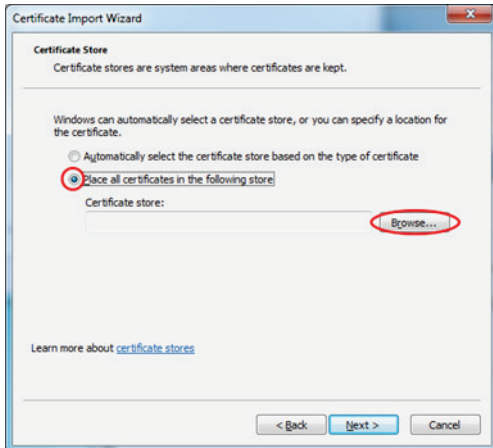 Certificate Import Wizard
Certificate Store
Certificate stores are system areas where certificates are kept.
Windows can automatically select a certificate store, or you can specify a location for
the certificate.
Automatically select the certificate store based on the type of certificate
Place all certificates in the following store
Certificate store:
Browse...
Learn more about certificate stores
< Back Next > Cancel